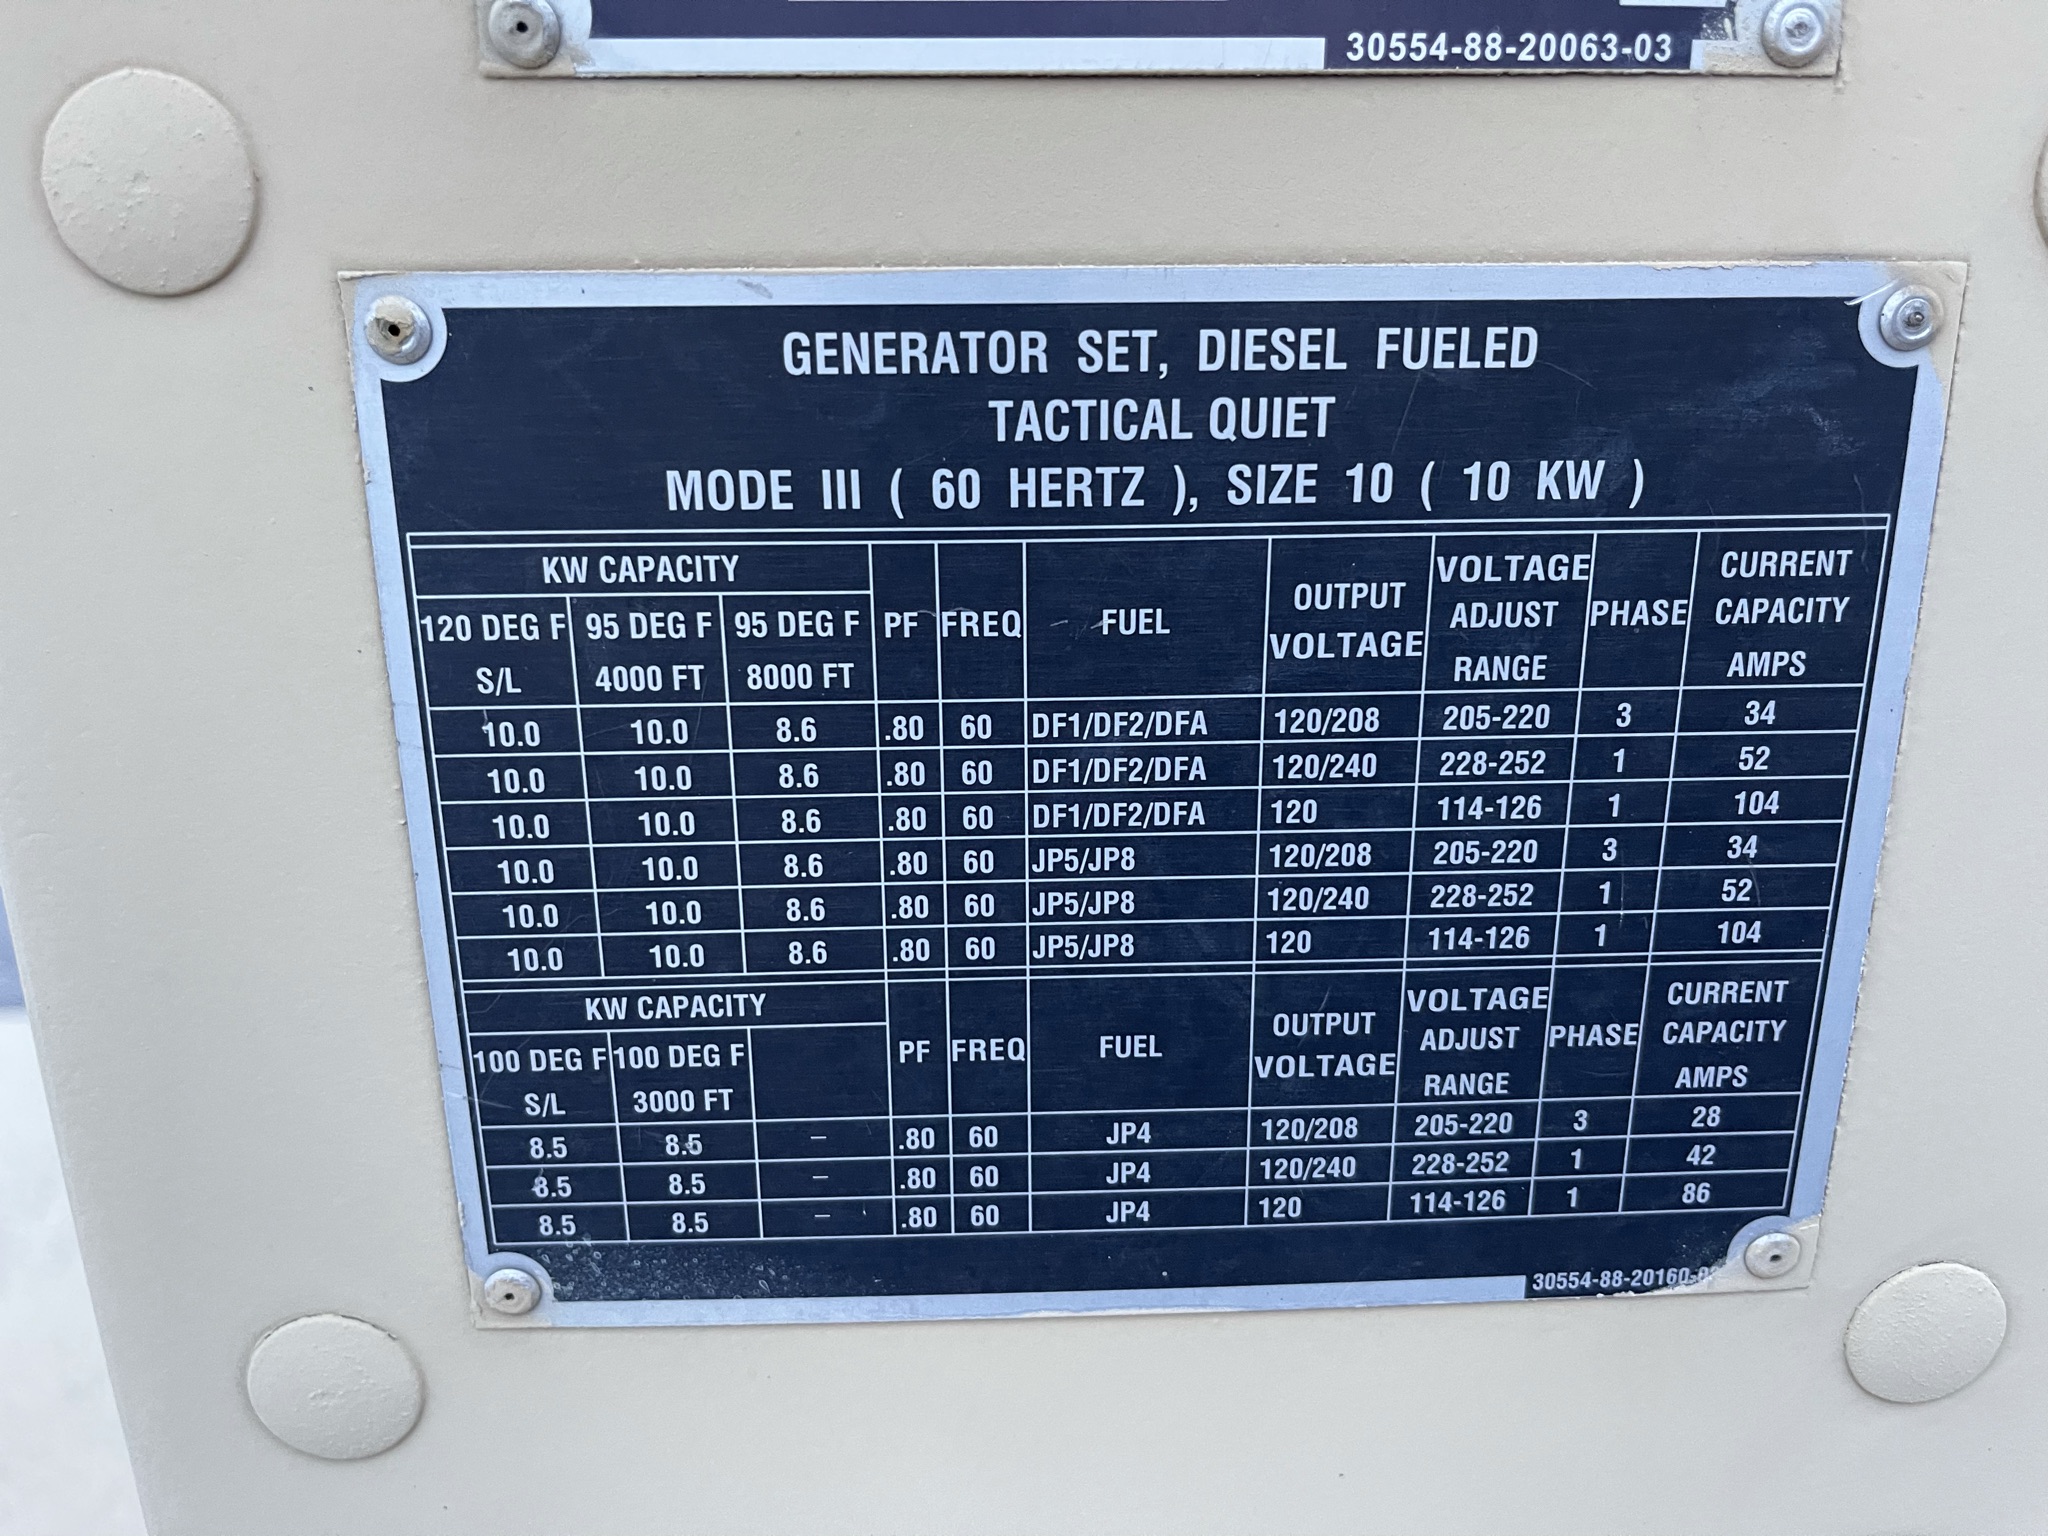 30554-88-20063-03
GENERATOR SET, DIESEL FUELED
TACTICAL QUIET
MODE III ( 60 HERTZ ), SIZE 10 ( 10 KW )
KW CAPACITY PF FREQ FUEL OUTPUT VOLTAGE VOLTAGE ADJUST RANGE PHASE CURRENT CAPACITY AMPS
120 DEG F S/L 95 DEG F 4000 FT 95 DEG F 8000 FT
10.0 10.0 8.6 .80 60 DF1/DF2/DFA 120/208 205-220 3 34
10.0 10.0 8.6 .80 60 DF1/DF2/DFA 120/240 228-252 1 52
10.0 10.0 8.6 .80 60 DF1/DF2/DFA 120 114-126 1 104
10.0 10.0 8.6 .80 60 JP5/JP8 120/208 205-220 3 34
10.0 10.0 8.6 .80 60 JP5/JP8 120/240 228-252 1 52
10.0 10.0 8.6 .80 60 JP5/JP8 120 114-126 1 104
KW CAPACITY PF FREQ FUEL OUTPUT VOLTAGE VOLTAGE ADJUST RANGE PHASE CURRENT CAPACITY AMPS
100 DEG F S/L 100 DEG F 3000 FT
8.5 8.5 – .80 60 JP4 120/208 205-220 3 28
8.5 8.5 – .80 60 JP4 120/240 228-252 1 42
8.5 8.5 – .80 60 JP4 120 114-126 1 86